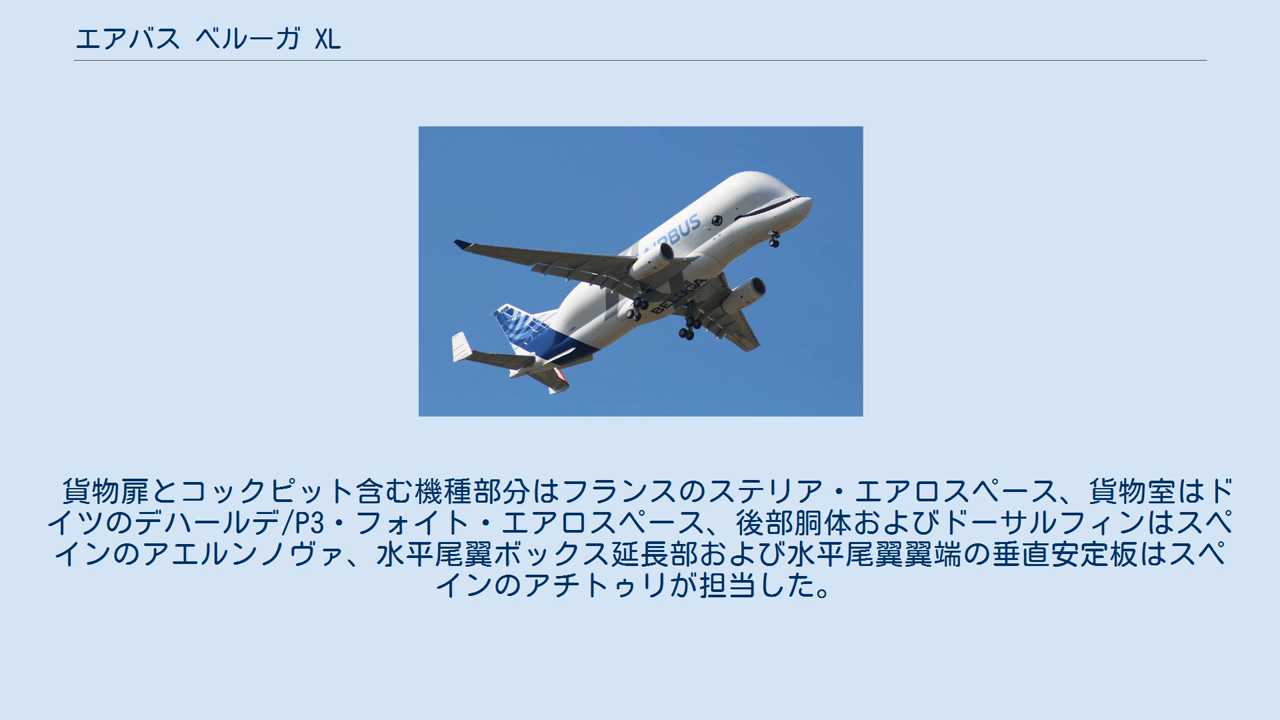 エアバス ベルーガ XL
AIRBUS
BELUGA
貨物扉とコックピット含む機種部分はフランスのステリア・エアロスペース、貨物室はド
イツのデハールデ/P3・フォイト・エアロスペース、後部胴体およびドーサルフィンはスペ
インのアエルンノヴァ、水平尾翼ボックス延長部および水平尾翼翼端の垂直安定板はスペ
インのアチトゥリが担当した。